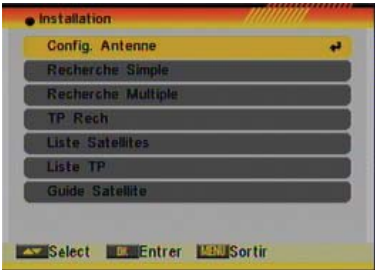 Installation
Config. Antenne
Recherche Simple
Recherche Multiple
TP Rech
Liste Satellites
Liste TP
Guide Satellite
Select OK Entrer MENU Sortir